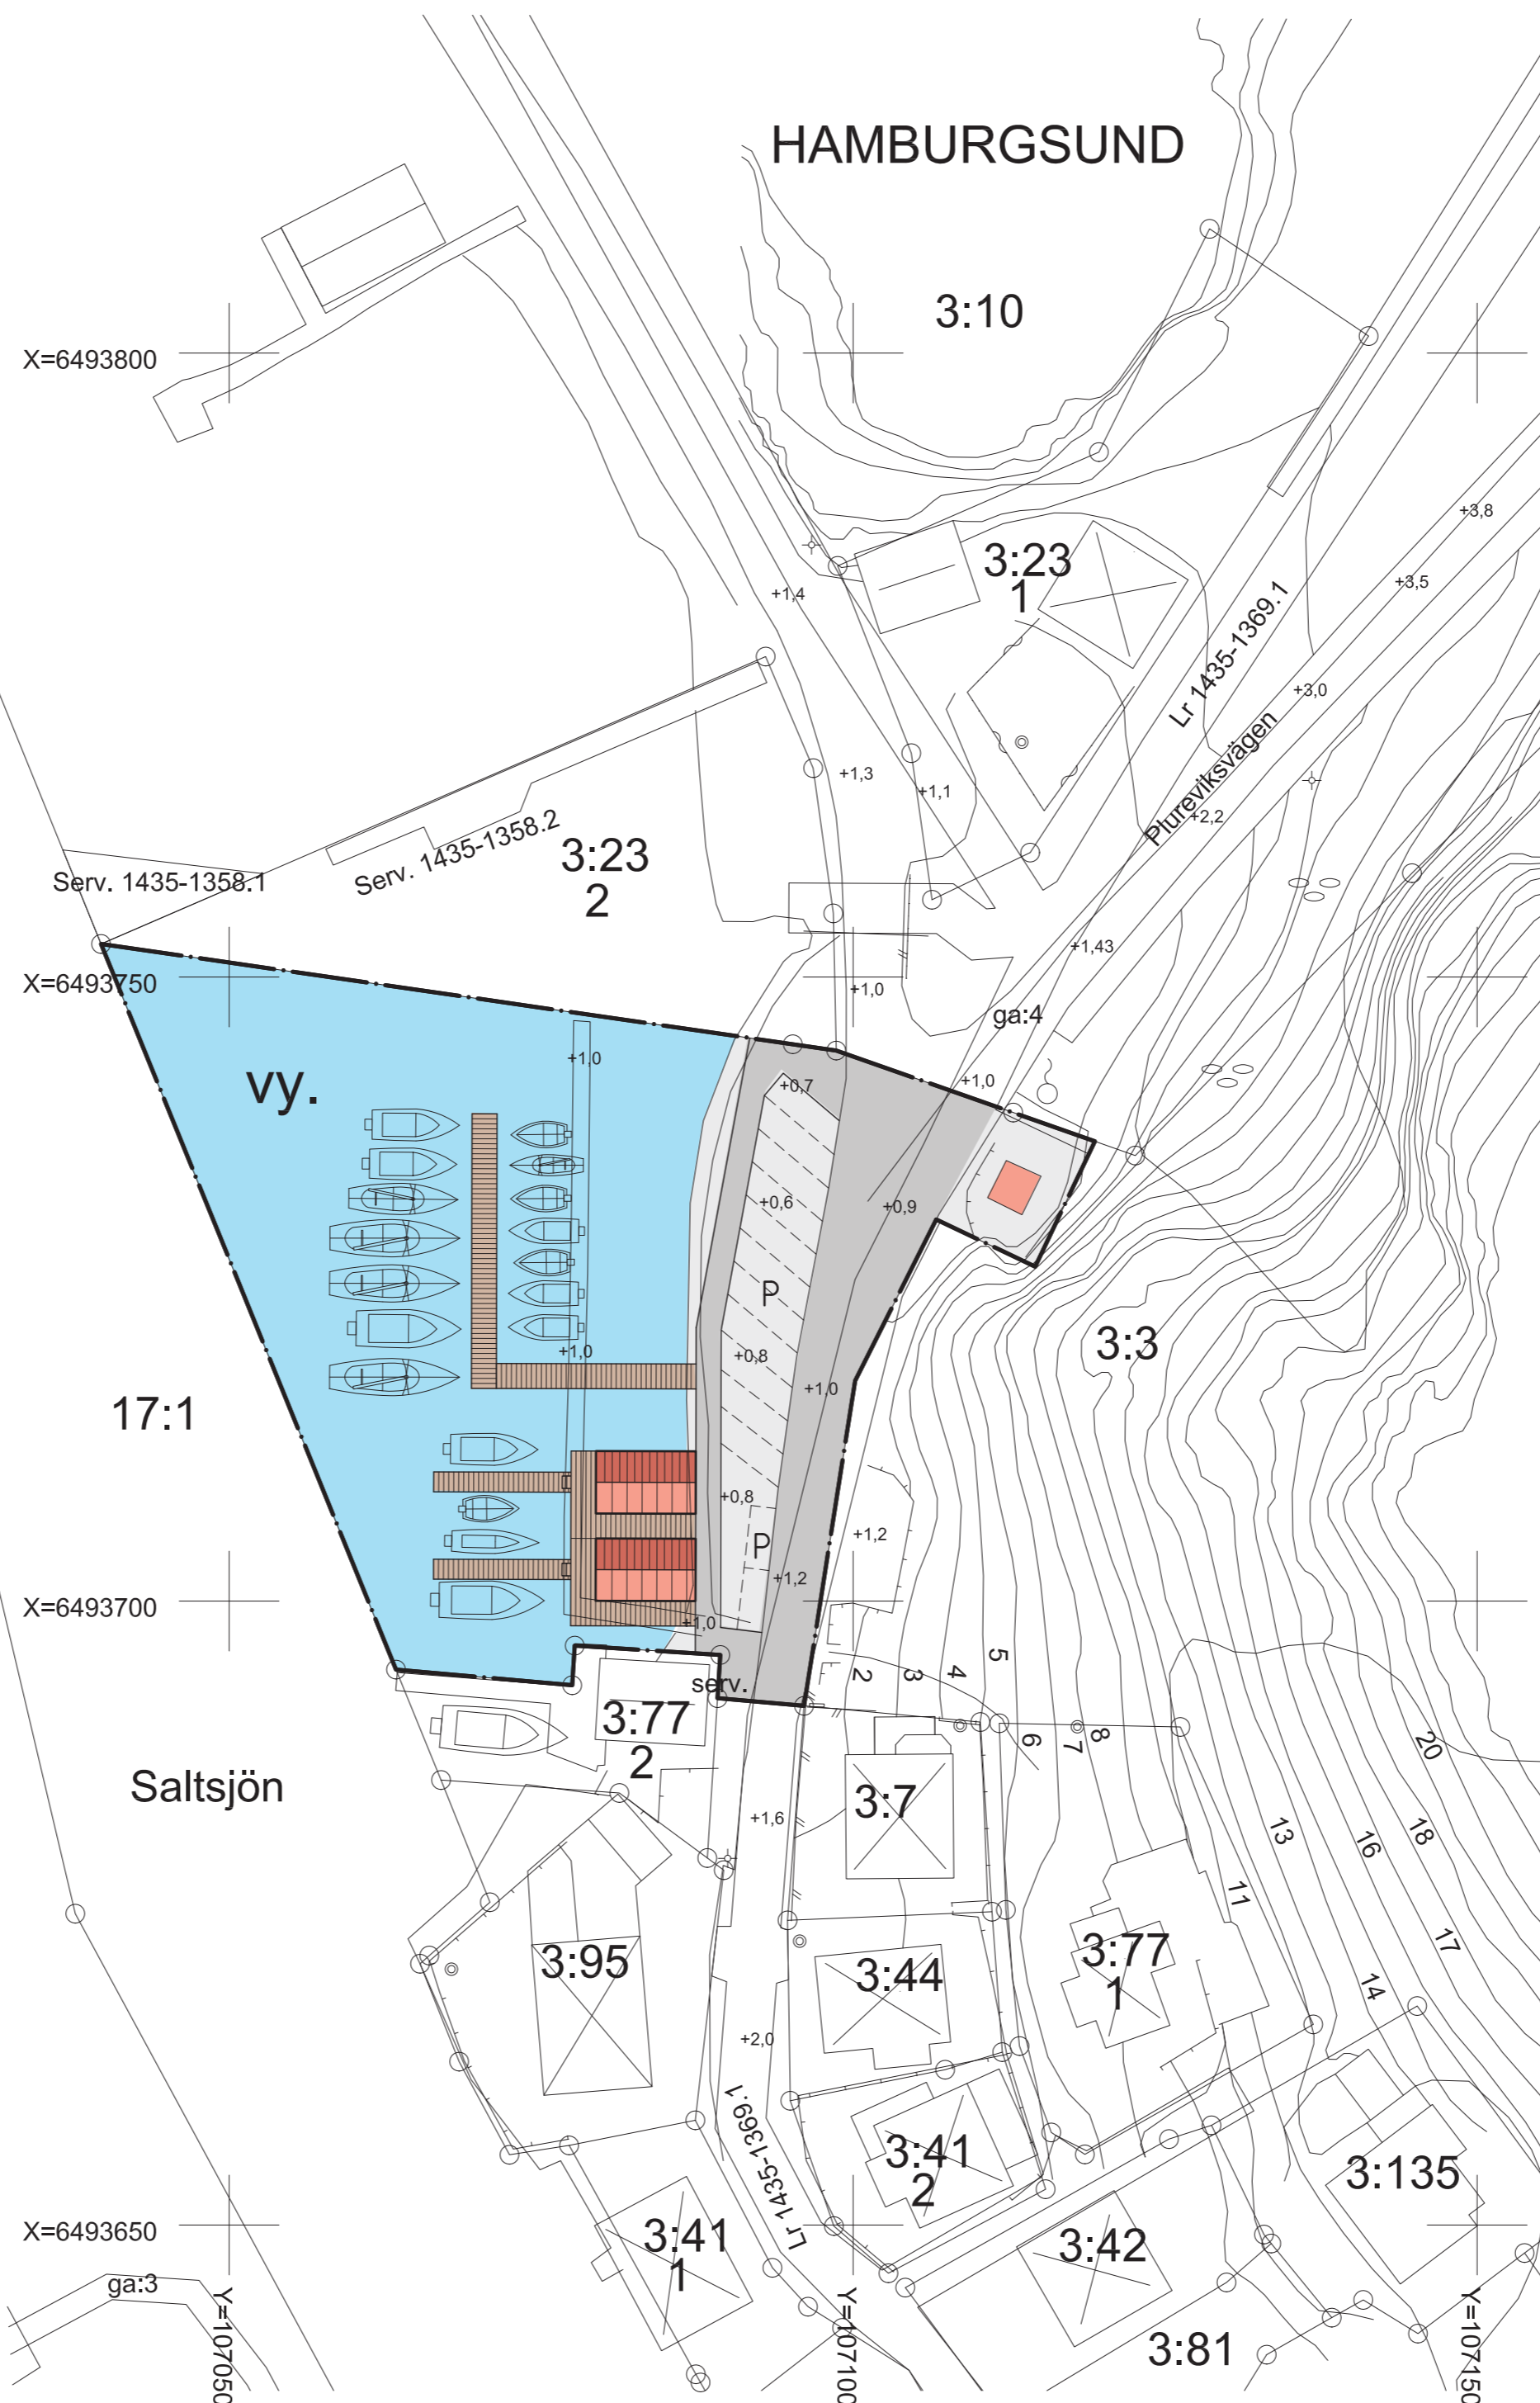 HAMBURGSUND
3:10
X=6493800
+3,8
3:23
1
+3,5
+1,4
Lr 1435-1369.1
+3,0
Plureviksvägen
+1,3
+1,1
+2,2
Serv. 1435-1358.2
3:23
2
Serv. 1435-1358.1
+1,43
X=6493750
+1,0
ga:4
+1,0
+1,0
vy.
+0,7
+0,6
+0,9
P
3:3
+1,0
+0,8
+1,0
17:1
+0,8
+1,2
P
+1,2
X=6493700
+1,0
2
3
4
5
6
7
8
serv.
3:77
2
Saltsjön
3:7
+1,6
20
13
16
18
11
17
14
3:95
3:44
3:77
1
+2,0
Lr 1435-1369.1
3:41
2
3:135
X=6493650
3:41
1
3:42
ga:3
3:81
Y=107050
Y=107100
Y=107150